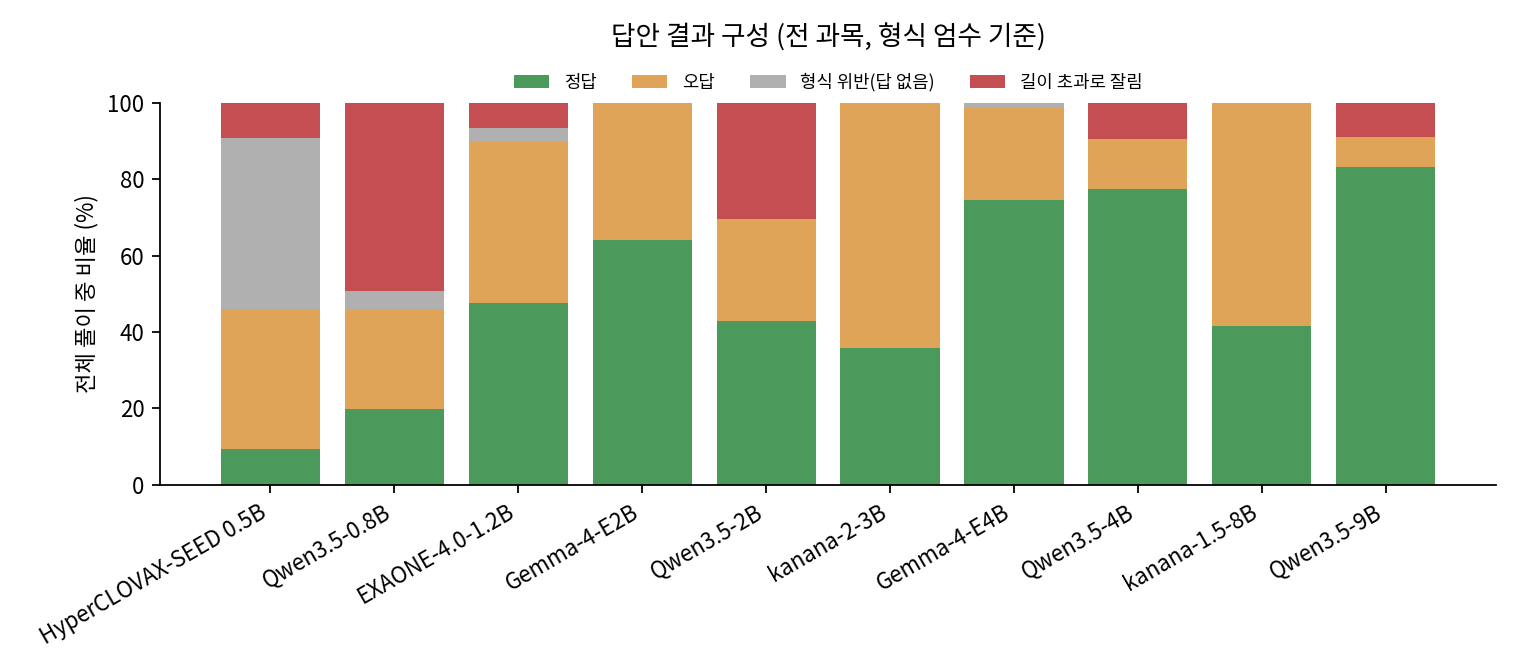 답안 결과 구성 (전 과목, 형식 엄수 기준)
정답 오답 형식 위반(답 없음) 길이 초과로 잘림
전체 풀이 중 비율 (%)
100
80
60
40
20
0
HyperCLOVAX-SEED 0.5B
Qwen3.5-0.8B
EXAONE-4.0-1.2B
Gemma-4-E2B
Qwen3.5-2B
kanana-2-3B
Gemma-4-E4B
Qwen3.5-4B
kanana-1.5-8B
Qwen3.5-9B